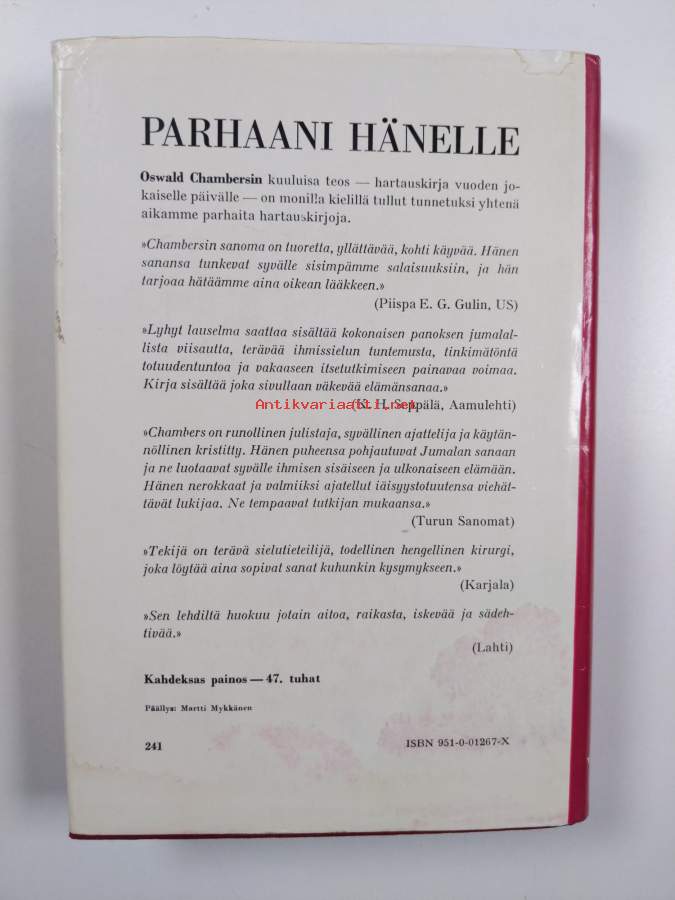 PARHAANI HÄNELLE
Oswald Chambersin kuuluisa teos — hartauskirja vuoden jo-
kaiselle päivälle — on monilla kielillä tullut tunnetuksi yhtenä
aikamme parhaita hartauskirjoja.
»Chambersin sanoma on tuoretta, yllättävää, kohti käyvää. Hänen
sanansa tunkevat syvälle sisimpämme salaisuuksiin, ja hän
tarjoaa hätäämme aina oikean lääkkeen.»
(Piispa E. G. Gulin, US)
»Lyhyt lauselma saattaa sisältää kokonaisen panoksen jumalal-
lista viisautta, terävää ihmissielun tuntemusta, tinkimätöntä
totuudentuntoa ja vakaaseen itsetutkimiseen painavaa voimaa.
Kirja sisältää joka sivullaan väkevää elämänsanaa.»
(K. H. Seppälä, Aamulehti)
Antikvariaatti.net
»Chambers on runollinen julistaja, syvällinen ajattelija ja käytän-
nöllinen kristitty. Hänen puheensa pohjautuvat Jumalan sanaan
ja ne luotaavat syvälle ihmisen sisäiseen ja ulkonaiseen elämään.
Hänen nerokkaat ja valmiiksi ajatellut iäisyystotuutensa viehät-
tävät lukijaa. Ne tempaavat tutkijan mukaansa.»
(Turun Sanomat)
»Tekijä on terävä sielutieteilijä, todellinen hengellinen kirurgi,
joka löytää aina sopivat sanat kuhunkin kysymykseen.»
(Karjala)
»Sen lehdiltä huokuu jotain aitoa, raikasta, iskevää ja sädeh-
tivää.»
(Lahti)
Kahdeksas painos — 47. tuhat
Päällys: Martti Mykkänen
241
ISBN 951-0-01267-X